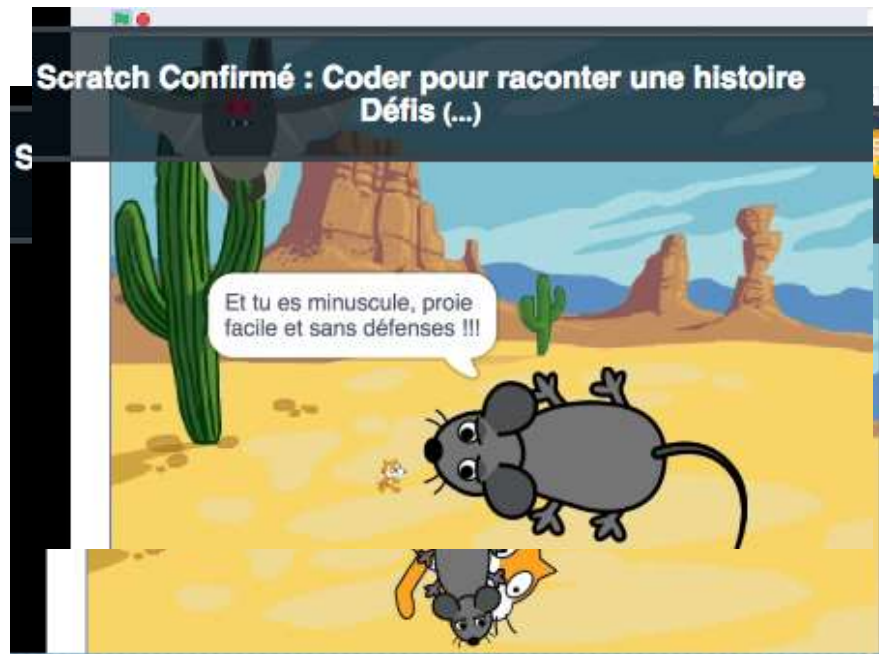 Scratch Confirmé : Coder pour raconter une histoire
Défis (...)
S
Et tu es minuscule, proie
facile et sans défenses !!!